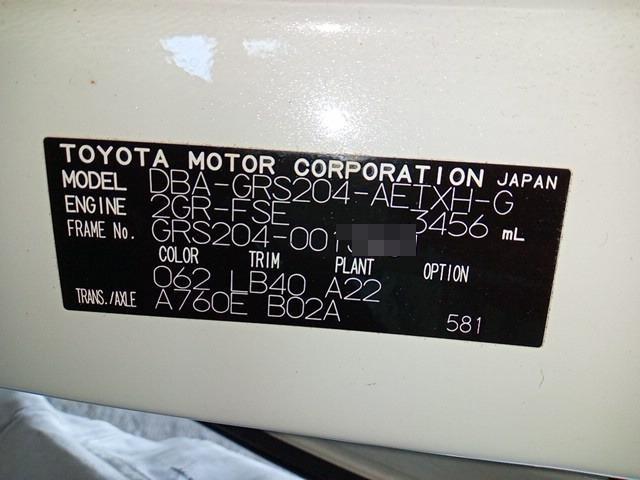 TOYOTA MOTOR CORPORATION JAPAN
MODEL DBA-GRS204-AETXH-G
ENGINE 2GR-FSE 3456 mL
FRAME No. GRS204-001
COLOR TRIM PLANT OPTION
062 LB40 A22
TRANS./AXLE A760E B02A
581